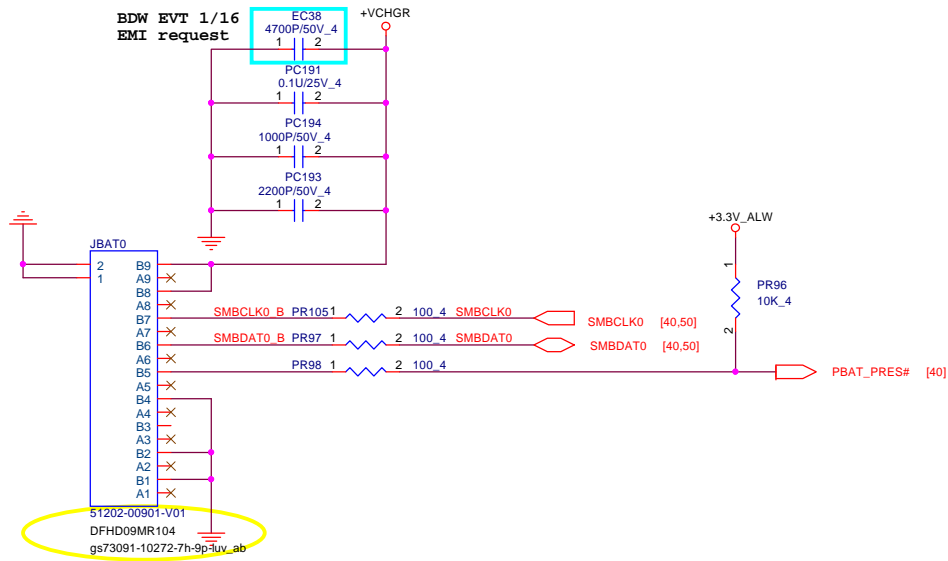 BDW EVT 1/16
EMI request
EC38
4700P/50V_4
1 2
+VCHGR
PC191
0.1U/25V_4
1 2
PC194
1000P/50V_4
1 2
PC193
2200P/50V_4
1 2
+3.3V_ALW
JBAT0
2 B9
1 A9
B8
A8
B7 SMBCLK0_B PR105 1 2 100_4 SMBCLK0 SMBCLK0 [40,50]
A7
B6 SMBDAT0_B PR97 1 2 100_4 SMBDAT0 SMBDAT0 [40,50]
A6
B5 PR98 1 2 100_4 PBAT_PRES# [40]
A5
B4
A4
B3
A3
B2
A2
B1
A1
1
PR96
10K_4
2
51202-00901-V01
DFHD09MR104
gs73091-10272-7h-9p-luv_ab